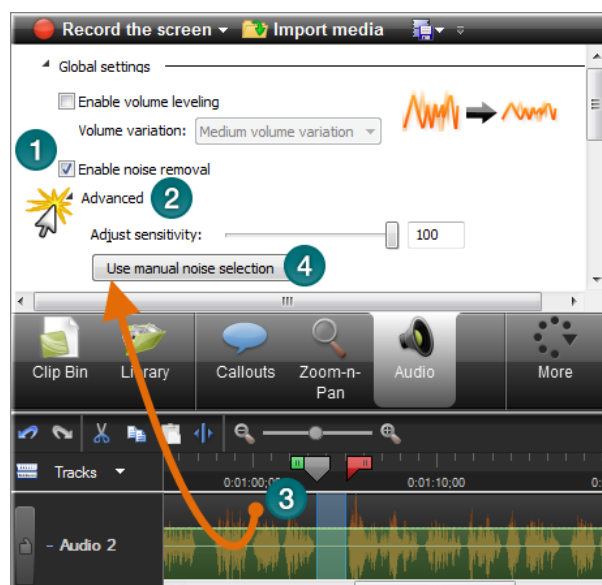 Record the screen Import media
Global settings
Enable volume leveling
Volume variation: Medium volume variation
1
Enable noise removal
Advanced 2
Adjust sensitivity: 100
Use manual noise selection 4
Clip Bin Library Callouts Zoom-n-Pan Audio More
Tracks
0:01:00;00 0:01:10;00 0:
3
- Audio 2